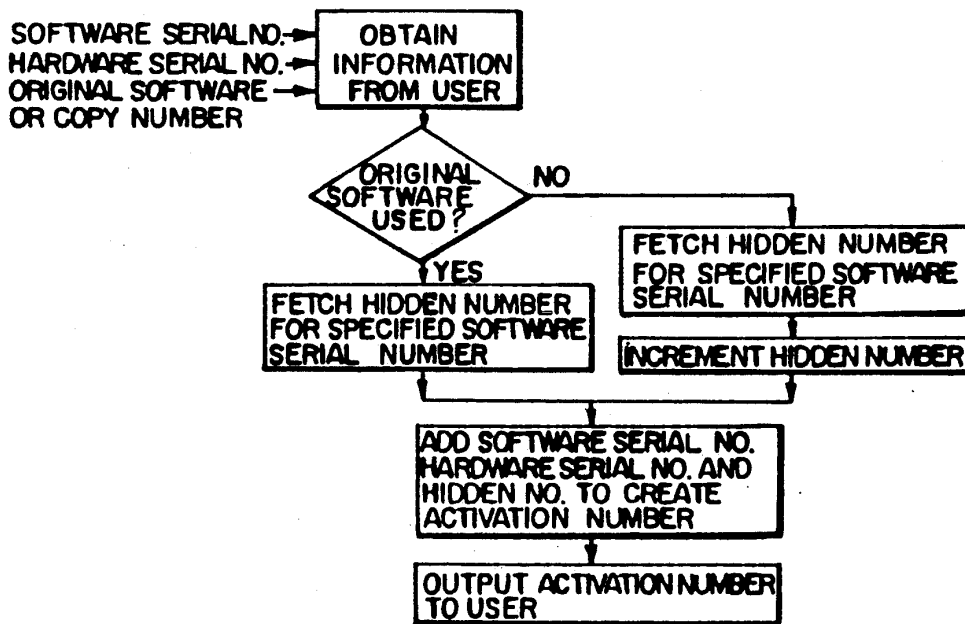 SOFTWARE SERIAL NO.
HARDWARE SERIAL NO.
ORIGINAL SOFTWARE
OR COPY NUMBER
OBTAIN
INFORMATION
FROM USER
ORIGINAL
SOFTWARE
USED?
NO
YES
FETCH HIDDEN NUMBER
FOR SPECIFIED SOFTWARE
SERIAL NUMBER
FETCH HIDDEN NUMBER
FOR SPECIFIED SOFTWARE
SERIAL NUMBER
INCREMENT HIDDEN NUMBER
ADD SOFTWARE SERIAL NO.
HARDWARE SERIAL NO. AND
HIDDEN NO. TO CREATE
ACTIVATION NUMBER
OUTPUT ACTIVATION NUMBER
TO USER